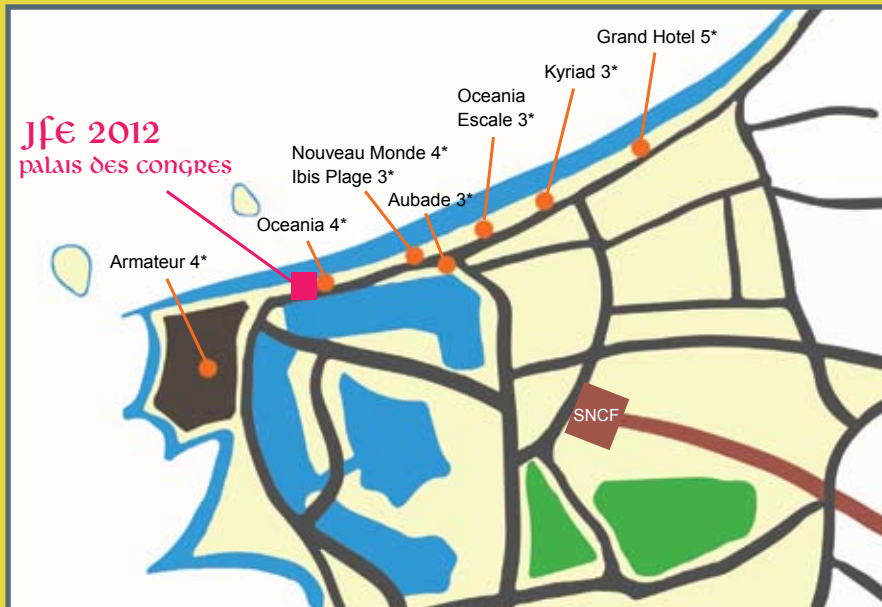 Grand Hotel 5*
Kyriad 3*
Oceania
Escale 3*
JFE 2012
PALAIS DES CONGRES
Nouveau Monde 4*
Ibis Plage 3*
Aubade 3*
Oceania 4*
Armateur 4*
SNCF